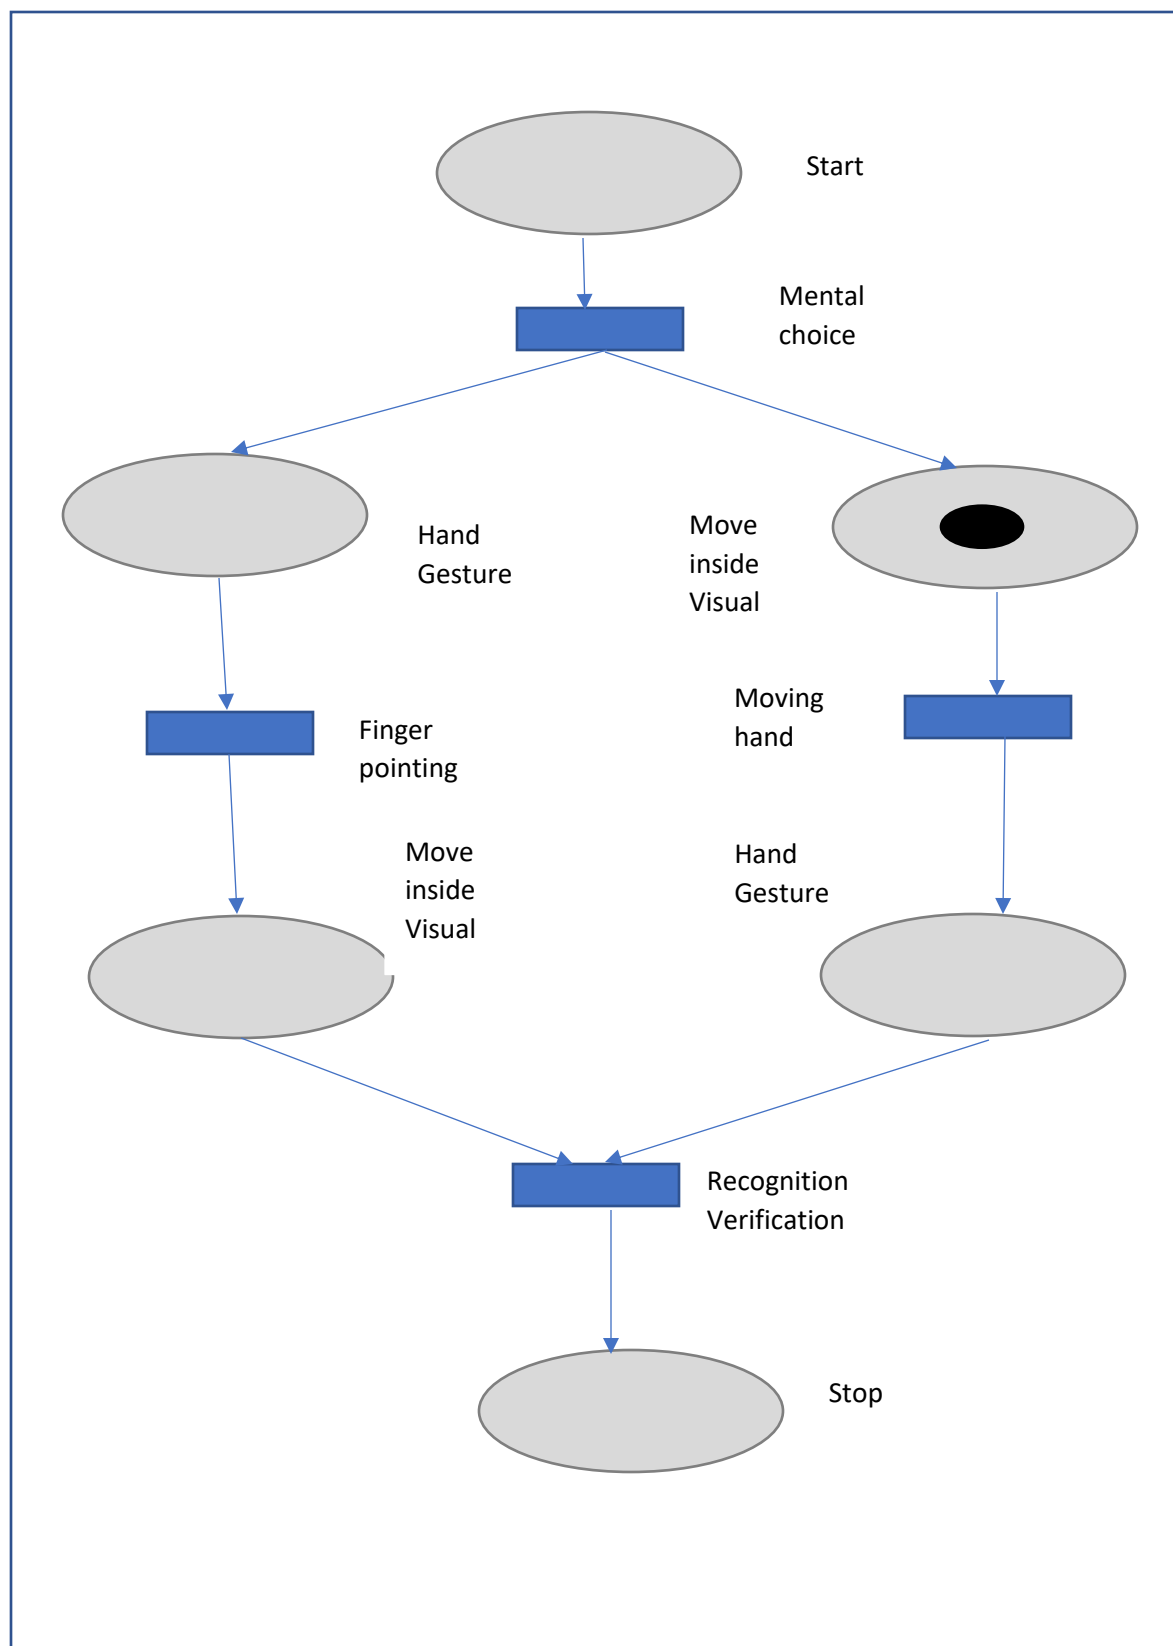 Start
Mental
choice
Hand
Gesture
Move
inside
Visual
Finger
pointing
Moving
hand
Move
inside
Visual
Hand
Gesture
Recognition
Verification
Stop